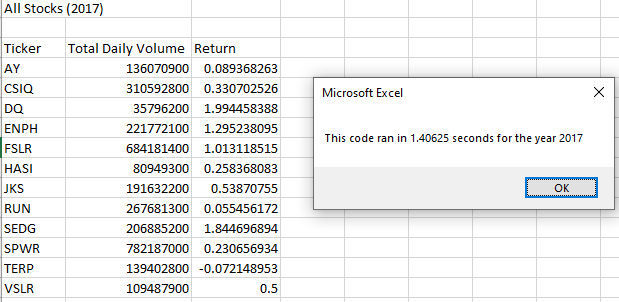 All Stocks (2017)
Ticker Total Daily Volume Return
AY 136070900 0.089368263
CSIQ 310592800 0.330702526
DQ 35796200 1.994458388
ENPH 221772100 1.295238095
FSLR 684181400 1.013118515
HASI 80949300 0.258368083
JKS 191632200 0.53870755
RUN 267681300 0.055456172
SEDG 206885200 1.844696894
SPWR 782187000 0.230656934
TERP 139402800 -0.072148953
VSLR 109487900 0.5
Microsoft Excel
This code ran in 1.40625 seconds for the year 2017
OK